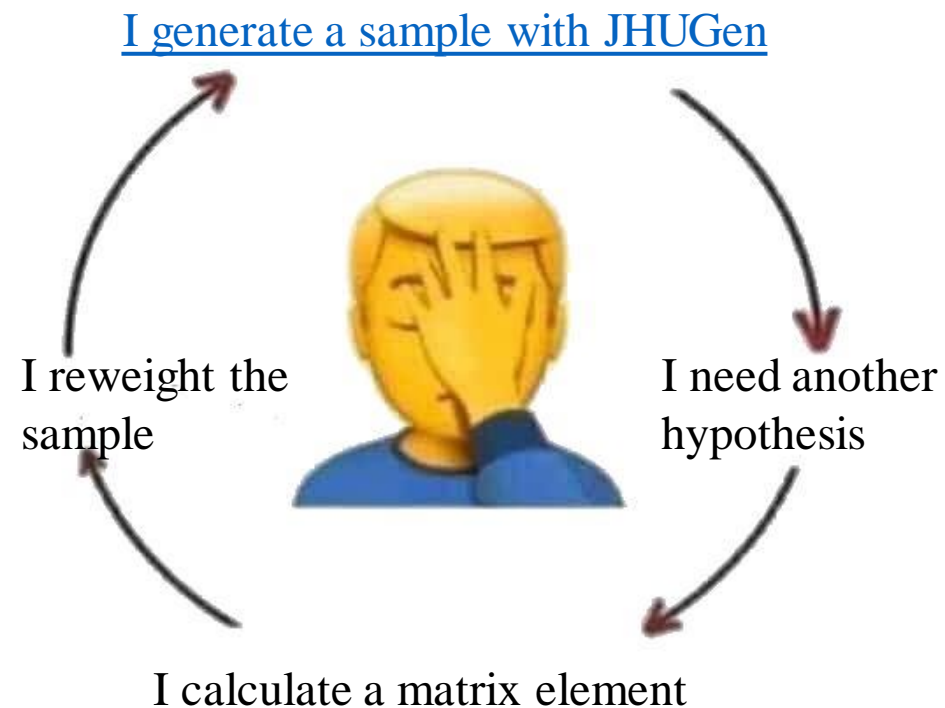 I generate a sample with JHUGen
I need another
hypothesis
I calculate a matrix element
I reweight the
sample